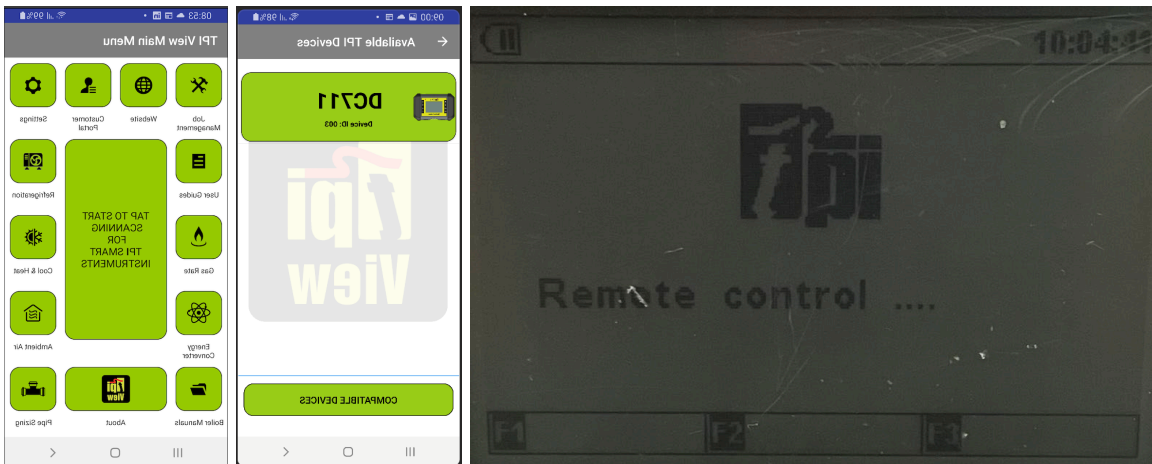 08:53 99%
TPI View Main Menu
Job Management
Website
Customer Portal
Settings
User Guides
TAP TO START
SCANNING
FOR
TPI SMART
INSTRUMENTS
Refrigeration
Gas Rate
Cool & Heat
Energy Converter
Ambient Air
tpi
View
Boiler Manuals
About
Pipe Sizing
09:00 98%
Available TPI Devices
DC711
Device ID: 003
tpi
View
COMPATIBLE DEVICES
tpi
Remote control ....
F1 F2 F3